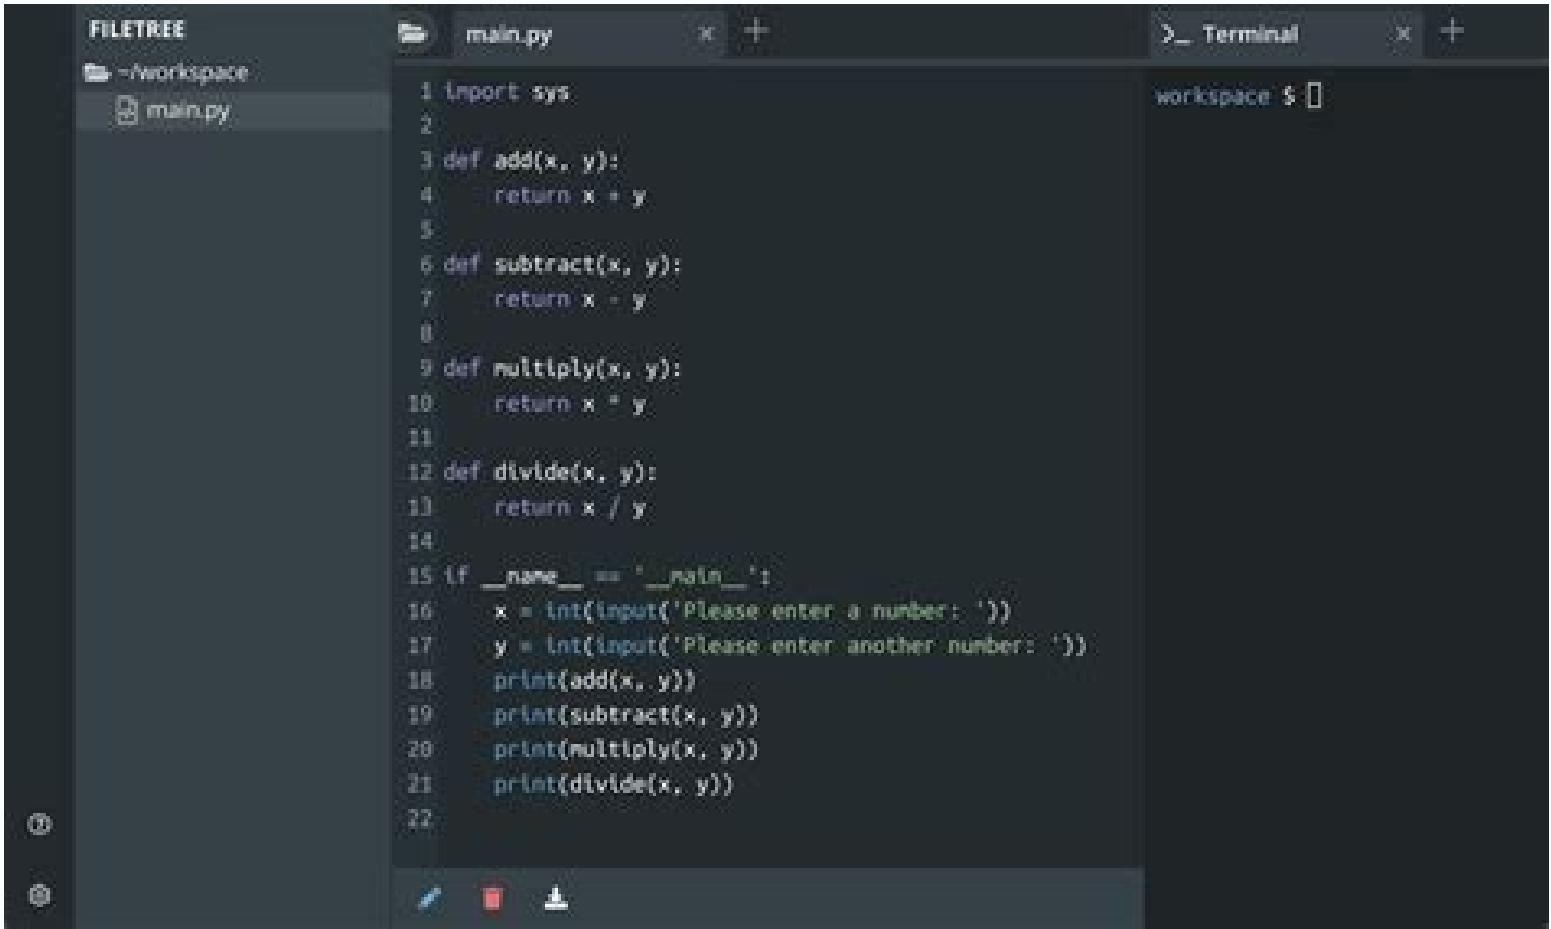 FILETREE
~/workspace
main.py
main.py × +
1 import sys
2
3 def add(x, y):
4     return x + y
5
6 def subtract(x, y):
7     return x - y
8
9 def multiply(x, y):
10     return x * y
11
12 def divide(x, y):
13     return x / y
14
15 if __name__ == '__main__':
16     x = int(input('Please enter a number: '))
17     y = int(input('Please enter another number: '))
18     print(add(x, y))
19     print(subtract(x, y))
20     print(multiply(x, y))
21     print(divide(x, y))
22
>_ Terminal × +
workspace $